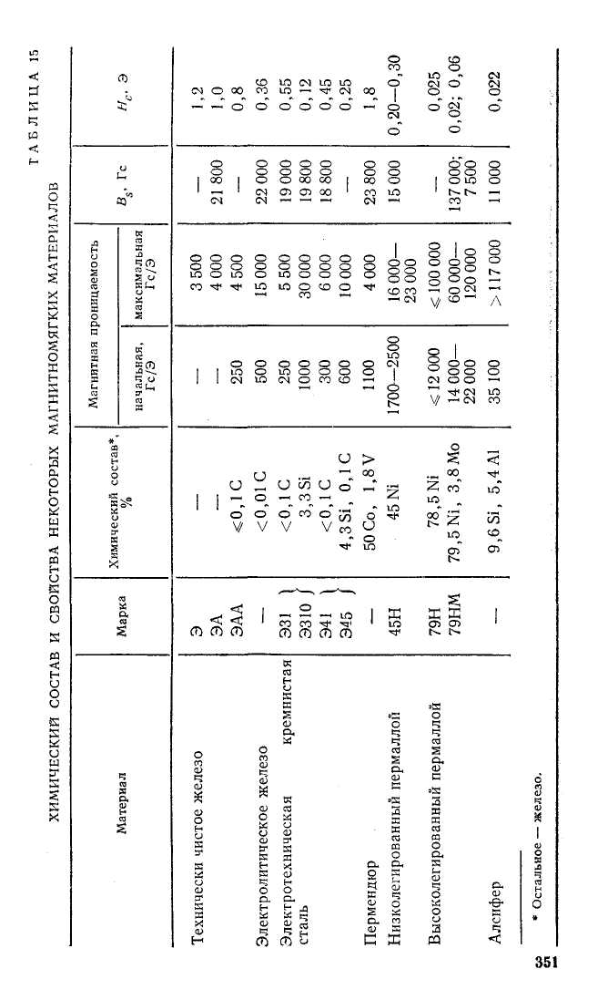 ТАБЛИЦА 15
ХИМИЧЕСКИЙ СОСТАВ И СВОЙСТВА НЕКОТОРЫХ МАГНИТНОМЯГКИХ МАТЕРИАЛОВ
Материал Марка Химический состав*, % Магнитная проницаемость B_s, Гс H_c, Э
начальная, Гс/Э максимальная Гс/Э
Технически чистое железо Э — — 3 500 — 1,2
ЭА — — 4 000 21 800 1,0
ЭАА ⩽0,1 C 250 4 500 — 0,8
Электролитическое железо — <0,01 C 500 15 000 22 000 0,36
Электротехническая кремнистая Э31 } <0,1 C 250 5 500 19 000 0,55
сталь Э310 3,3 Si 1000 30 000 19 800 0,12
Э41 } <0,1 C 300 6 000 18 800 0,45
Э45 4,3 Si, 0,1 C 600 10 000 — 0,25
Пермендюр — 50 Co, 1,8 V 1100 4 000 23 800 1,8
Низколегированный пермаллой 45Н 45 Ni 1700—2500 16 000— 15 000 0,20—0,30
23 000
Высоколегированный пермаллой 79Н 78,5 Ni ⩽12 000 ⩽100 000 — 0,025
79НМ 79,5 Ni, 3,8 Mo 14 000— 60 000— 137 000; 0,02; 0,06
22 000 120 000 7 500
Алсифер — 9,6 Si, 5,4 Al 35 100 >117 000 11 000 0,022
* Остальное — железо.
351